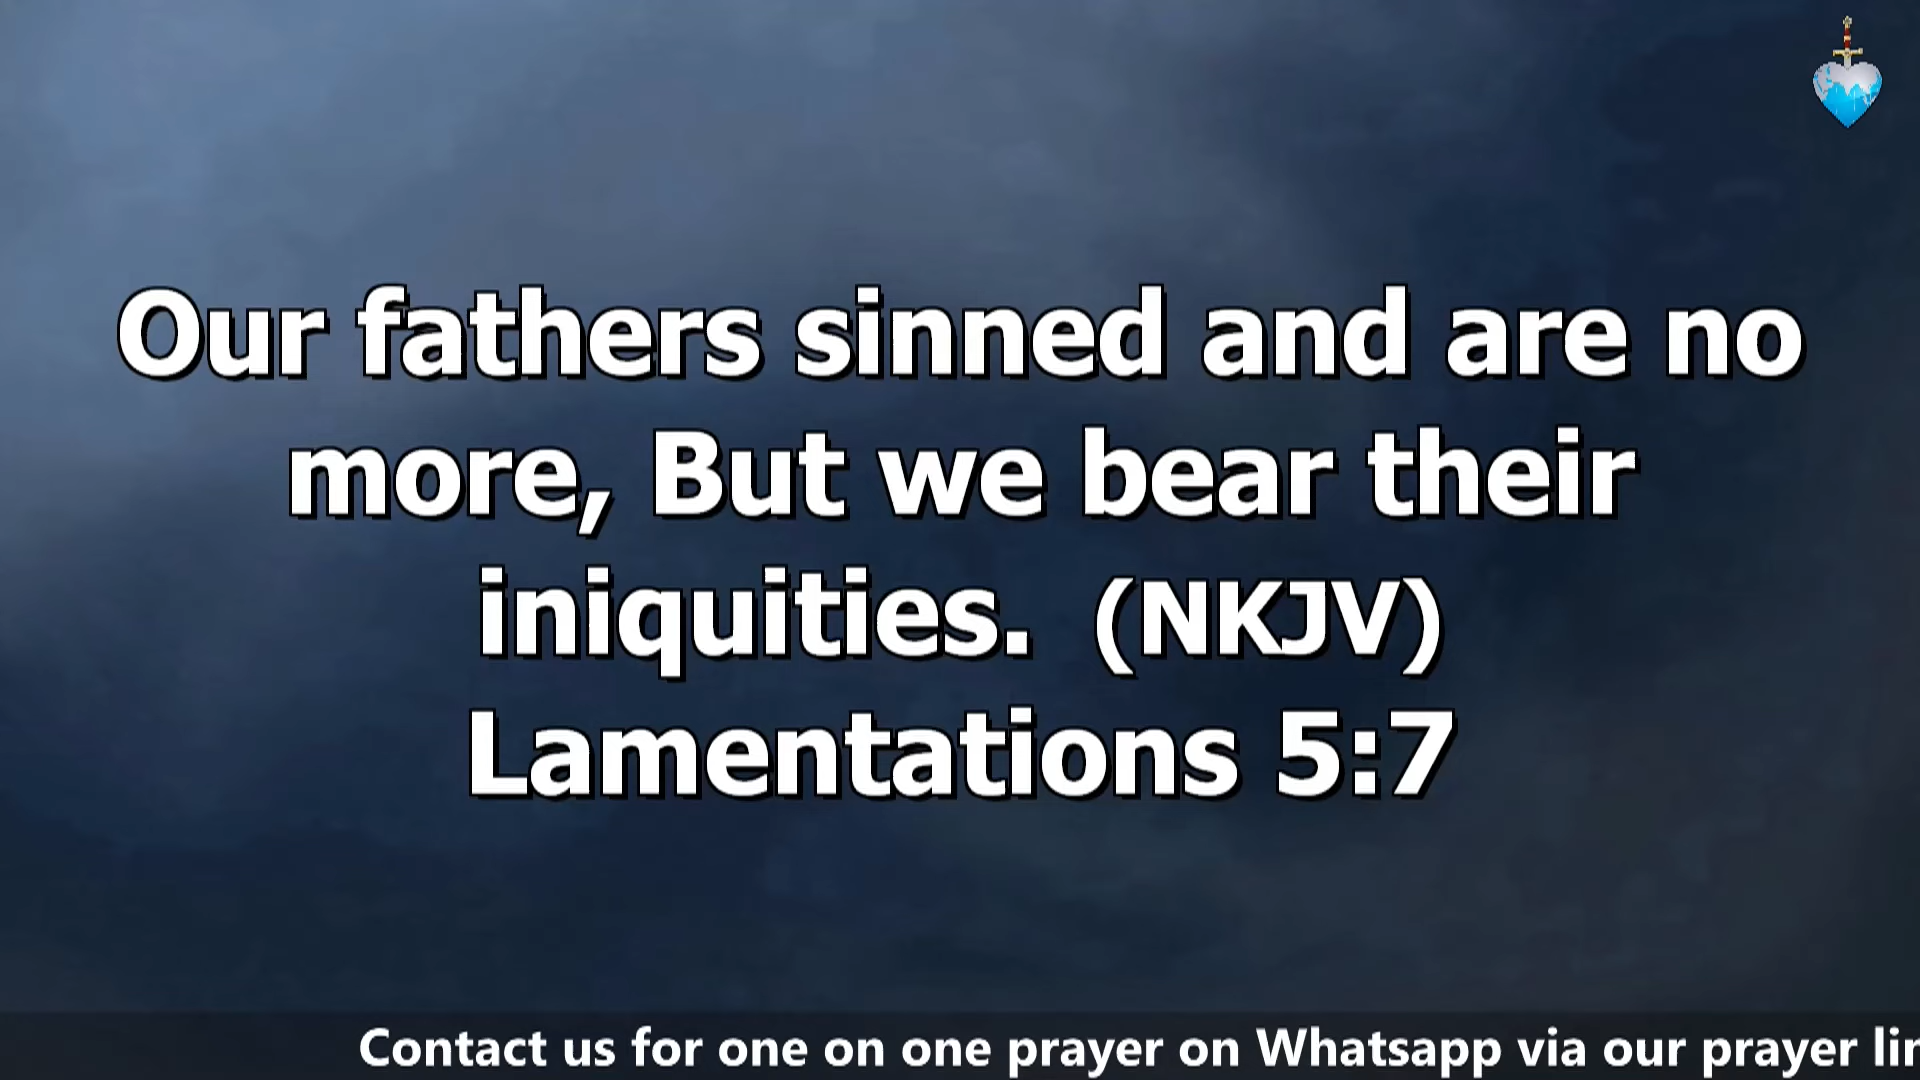 Our fathers sinned and are no
more, But we bear their
iniquities.  (NKJV)
Lamentations 5:7
Contact us for one on one prayer on Whatsapp via our prayer